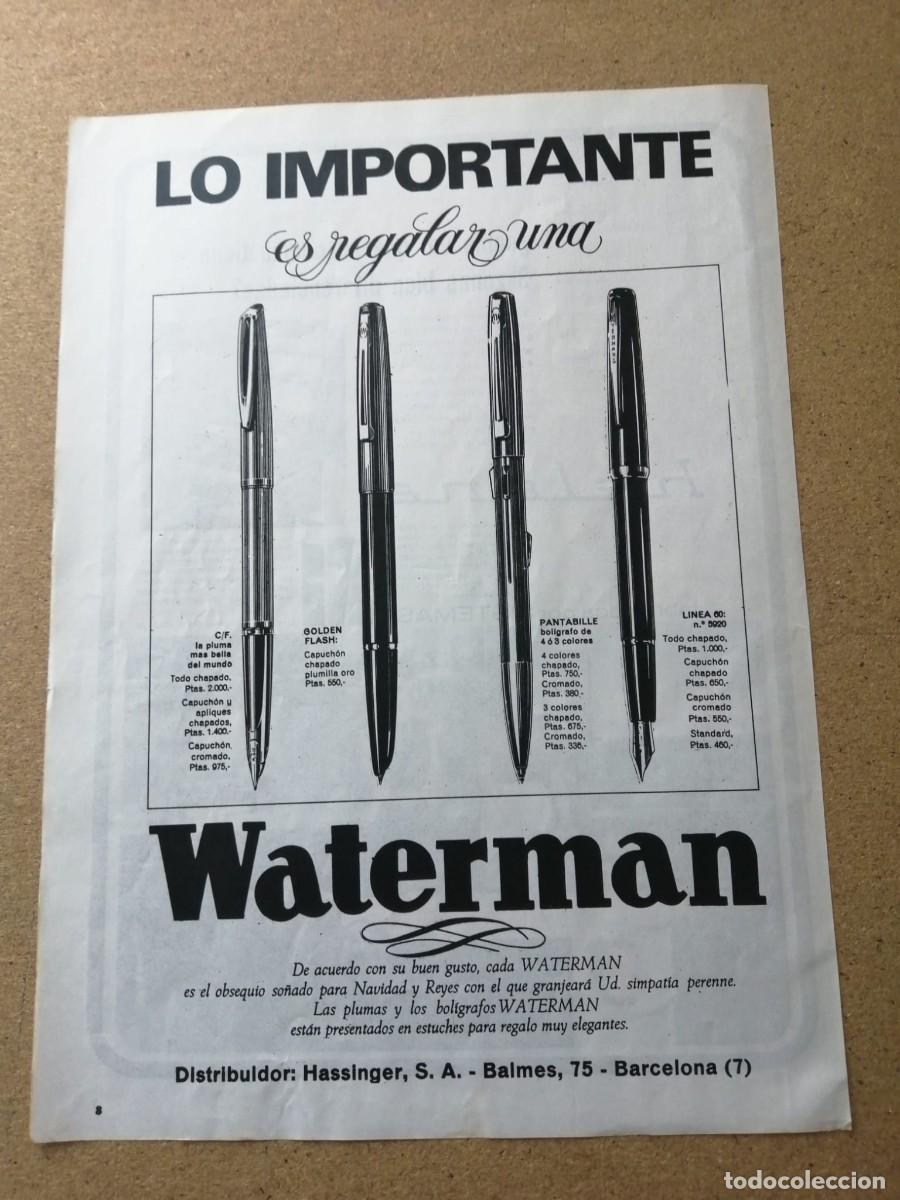 LO IMPORTANTE
es regalar una
C/F.
la pluma
mas bella
del mundo
Todo chapado,
Ptas. 2.000,-
Capuchón y
apliques
chapados,
Ptas. 1.400.-
Capuchón
cromado,
Ptas. 975,-
GOLDEN
FLASH:
Capuchón
chapado
plumilla oro
Ptas. 550,-
PANTABILLE
bolígrafo de
4 ó 3 colores
4 colores
chapado,
Ptas. 750,-
Cromado,
Ptas. 380.-
3 colores
chapado,
Ptas. 675,-
Cromado,
Ptas. 336,-
LINEA 60:
n.º 5920
Todo chapado,
Ptas. 1.000,-
Capuchón
chapado
Ptas. 650,-
Capuchón
cromado
Ptas. 550,-
Standard,
Ptas. 460,-
Waterman
De acuerdo con su buen gusto, cada WATERMAN
es el obsequio soñado para Navidad y Reyes con el que granjeará Ud. simpatía perenne.
Las plumas y los bolígrafos WATERMAN
están presentados en estuches para regalo muy elegantes.
Distribuidor: Hassinger, S. A. - Balmes, 75 - Barcelona (7)
8
todocoleccion